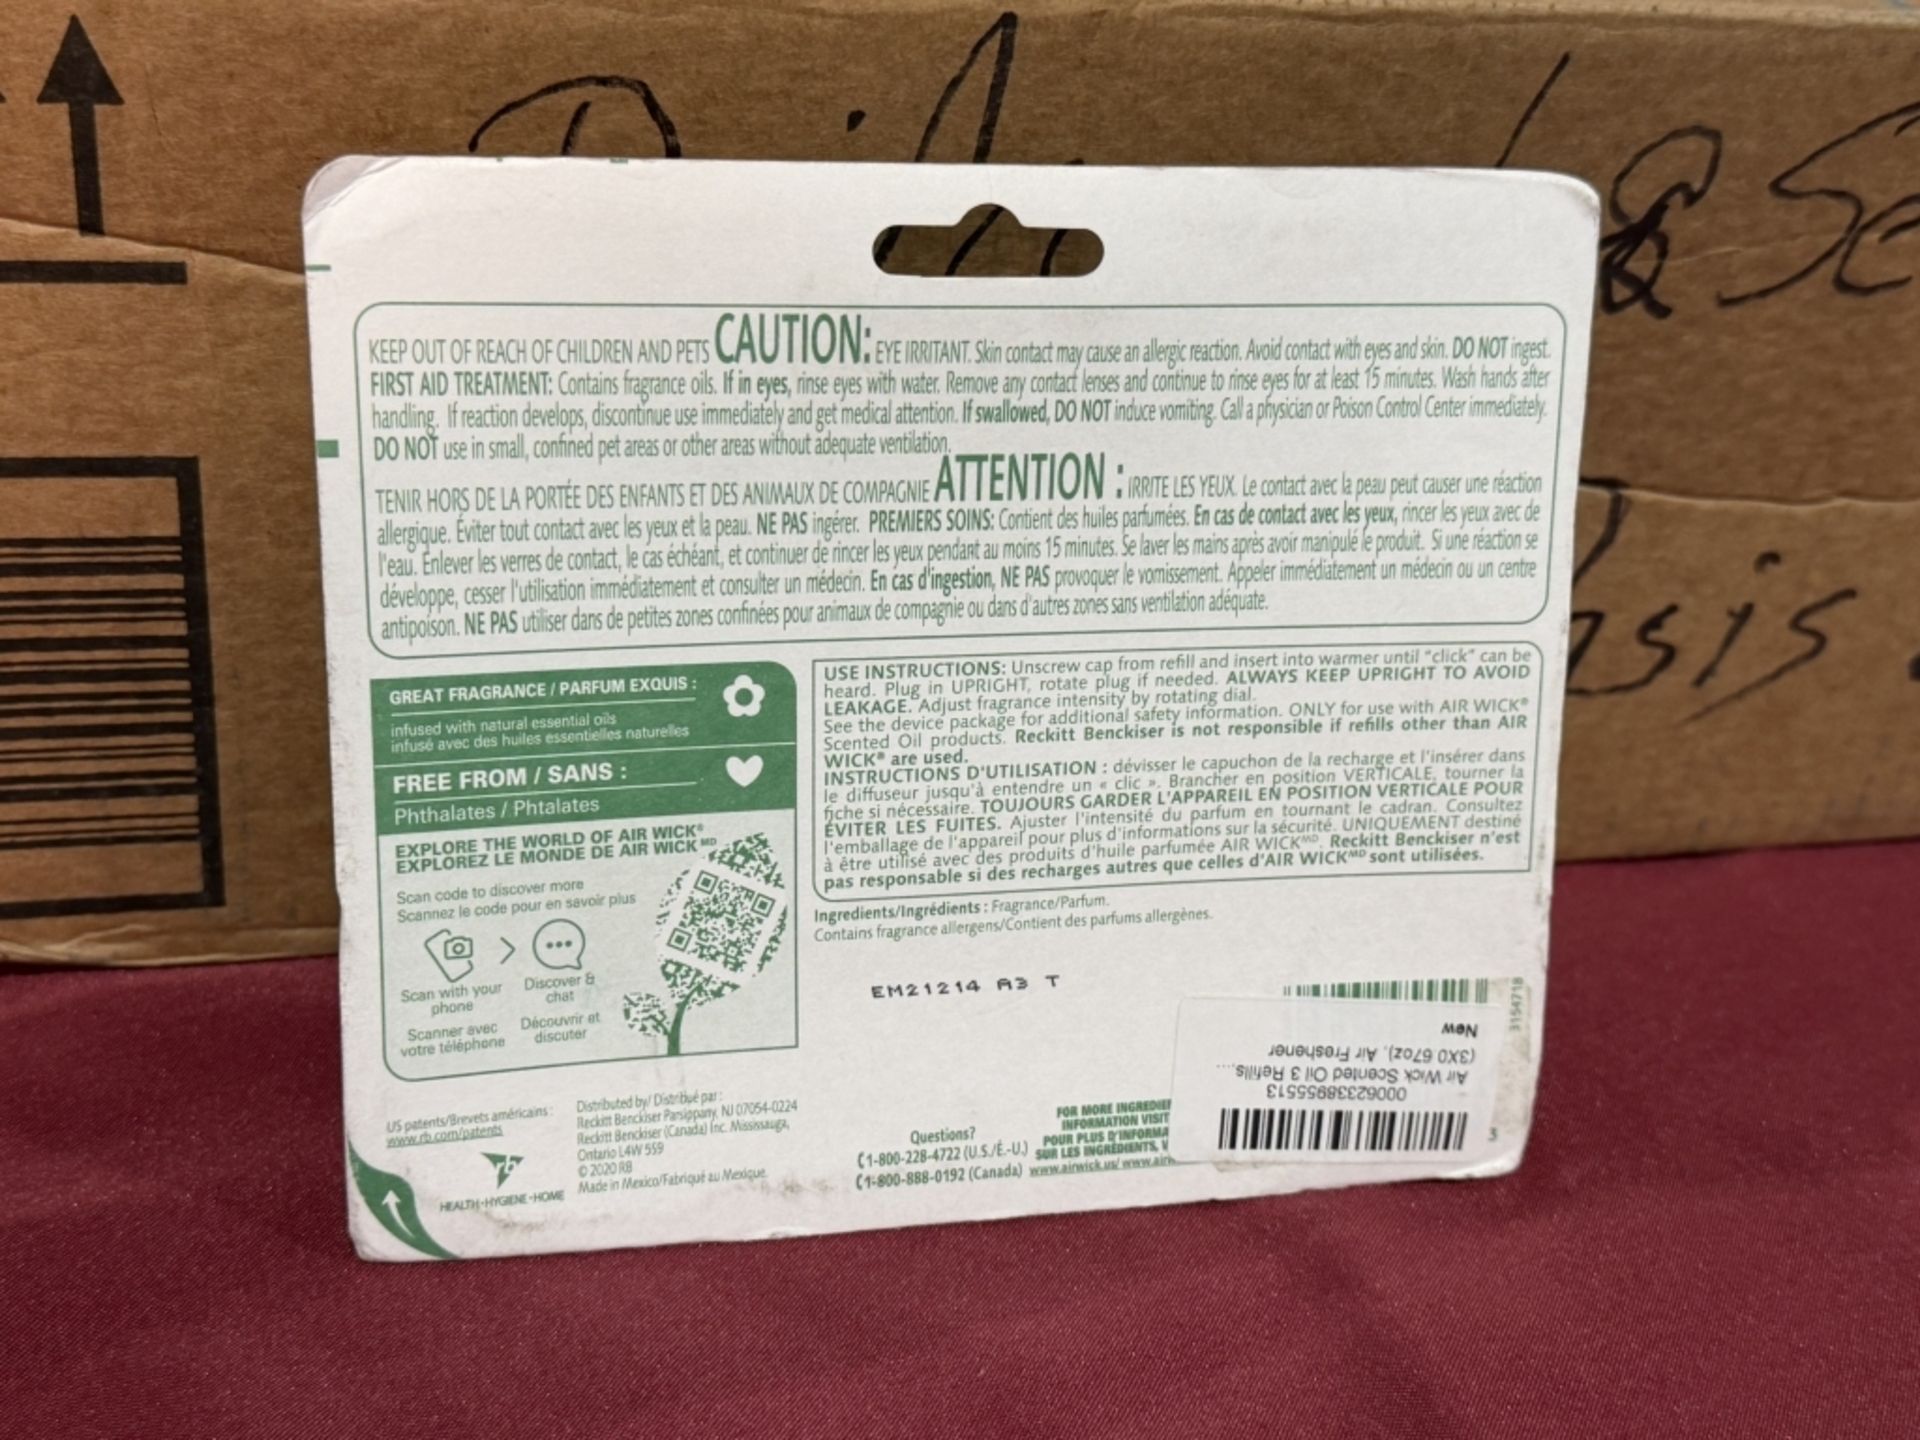 KEEP OUT OF REACH OF CHILDREN AND PETS CAUTION: EYE IRRITANT. Skin contact may cause an allergic reaction. Avoid contact with eyes and skin. DO NOT ingest.
FIRST AID TREATMENT: Contains fragrance oils. If in eyes, rinse eyes with water. Remove any contact lenses and continue to rinse eyes for at least 15 minutes. Wash hands after
handling. If reaction develops, discontinue use immediately and get medical attention. If swallowed, DO NOT induce vomiting. Call a physician or Poison Control Center immediately.
DO NOT use in small, confined pet areas or other areas without adequate ventilation.
TENIR HORS DE LA PORTÉE DES ENFANTS ET DES ANIMAUX DE COMPAGNIE ATTENTION : IRRITE LES YEUX. Le contact avec la peau peut causer une réaction
allergique. Éviter tout contact avec les yeux et la peau. NE PAS ingérer. PREMIERS SOINS: Contient des huiles parfumées. En cas de contact avec les yeux, rincer les yeux avec de
l'eau. Enlever les verres de contact, le cas échéant, et continuer de rincer les yeux pendant au moins 15 minutes. Se laver les mains après avoir manipulé le produit. Si une réaction se
développe, cesser l'utilisation immédiatement et consulter un médecin. En cas d'ingestion, NE PAS provoquer le vomissement. Appeler immédiatement un médecin ou un centre
antipoison. NE PAS utiliser dans de petites zones confinées pour animaux de compagnie ou dans d'autres zones sans ventilation adéquate.
GREAT FRAGRANCE / PARFUM EXQUIS :
infused with natural essential oils
infusé avec des huiles essentielles naturelles
FREE FROM / SANS :
Phthalates / Phtalates
EXPLORE THE WORLD OF AIR WICK®
EXPLOREZ LE MONDE DE AIR WICK MD
Scan code to discover more
Scannez le code pour en savoir plus
Scan with your
phone
Scanner avec
votre téléphone
Discover &
chat
Découvrir et
discuter
USE INSTRUCTIONS: Unscrew cap from refill and insert into warmer until "click" can be
heard. Plug in UPRIGHT, rotate plug if needed. ALWAYS KEEP UPRIGHT TO AVOID
LEAKAGE. Adjust fragrance intensity by rotating dial.
See the device package for additional safety information. ONLY for use with AIR WICK®
Scented Oil products. Reckitt Benckiser is not responsible if refills other than AIR
WICK® are used.
INSTRUCTIONS D'UTILISATION : dévisser le capuchon de la recharge et l'insérer dans
le diffuseur jusqu'à entendre un « clic ». Brancher en position VERTICALE, tourner la
fiche si nécessaire. TOUJOURS GARDER L'APPAREIL EN POSITION VERTICALE POUR
ÉVITER LES FUITES. Ajuster l'intensité du parfum en tournant le cadran. Consultez
l'emballage de l'appareil pour plus d'informations sur la sécurité. UNIQUEMENT destiné
à être utilisé avec des produits d'huile parfumée AIR WICK MD. Reckitt Benckiser n'est
pas responsable si des recharges autres que celles d'AIR WICK MD sont utilisées.
Ingredients/Ingrédients : Fragrance/Parfum.
Contains fragrance allergens/Contient des parfums allergènes.
EM21214 A3 T
3154718
US patents/Brevets américains :
www.rb.com/patents
rb
HEALTH • HYGIENE • HOME
Distributed by/ Distribué par :
Reckitt Benckiser Parsippany, NJ 07054-0224
Reckitt Benckiser (Canada) Inc. Mississauga,
Ontario L4W 5S9
© 2020 RB
Made in Mexico/Fabriqué au Mexique.
Questions?
1-800-228-4722 (U.S./É.-U.)
1-800-888-0192 (Canada)
FOR MORE INGREDIE
INFORMATION VISIT
POUR PLUS D'INFORMA
SUR LES INGRÉDIENTS, V
www.airwick.us/ www.air
3
0006233895​5513
Air Wick Scented Oil 3 Refills,...
(3X0.67oz), Air Freshener
New
& Se
sis